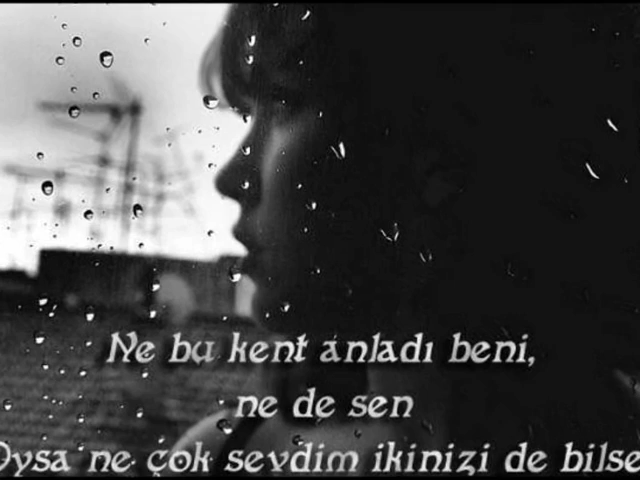 Ne bu kent anladı beni,
ne de sen
Oysa ne çok sevdim ikinizi de bilse